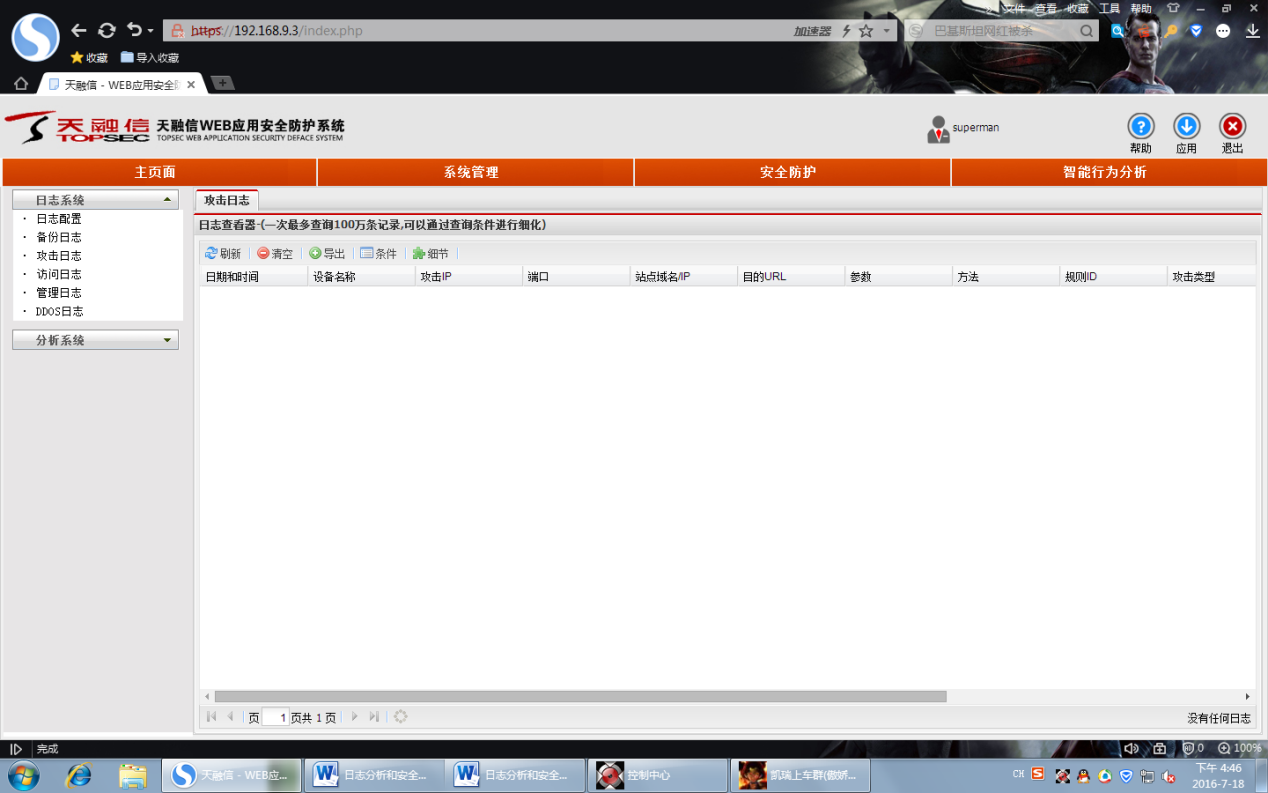 文件 查看 收藏 工具 帮助
https://192.168.9.3/index.php 加速器 巴基斯坦网红被杀
收藏 导入收藏
天融信 - WEB应用安全
天融信 天融信WEB应用安全防护系统
TOPSEC TOPSEC WEB APPLICATION SECURITY DEFACE SYSTEM
superman
帮助 应用 退出
主页面 系统管理 安全防护 智能行为分析
日志系统
· 日志配置
· 备份日志
· 攻击日志
· 访问日志
· 管理日志
· DDOS日志
分析系统
攻击日志
日志查看器-(一次最多查询100万条记录,可以通过查询条件进行细化)
刷新 清空 导出 条件 细节
日期和时间 设备名称 攻击IP 端口 站点域名/IP 目的URL 参数 方法 规则ID 攻击类型
页 1 页共 1 页 没有任何日志
完成 0 100%
天融信 - WEB应... 日志分析和安全... 日志分析和安全... 控制中心 凯瑞上车群(傲娇...
CH 下午 4:46
2016-7-18